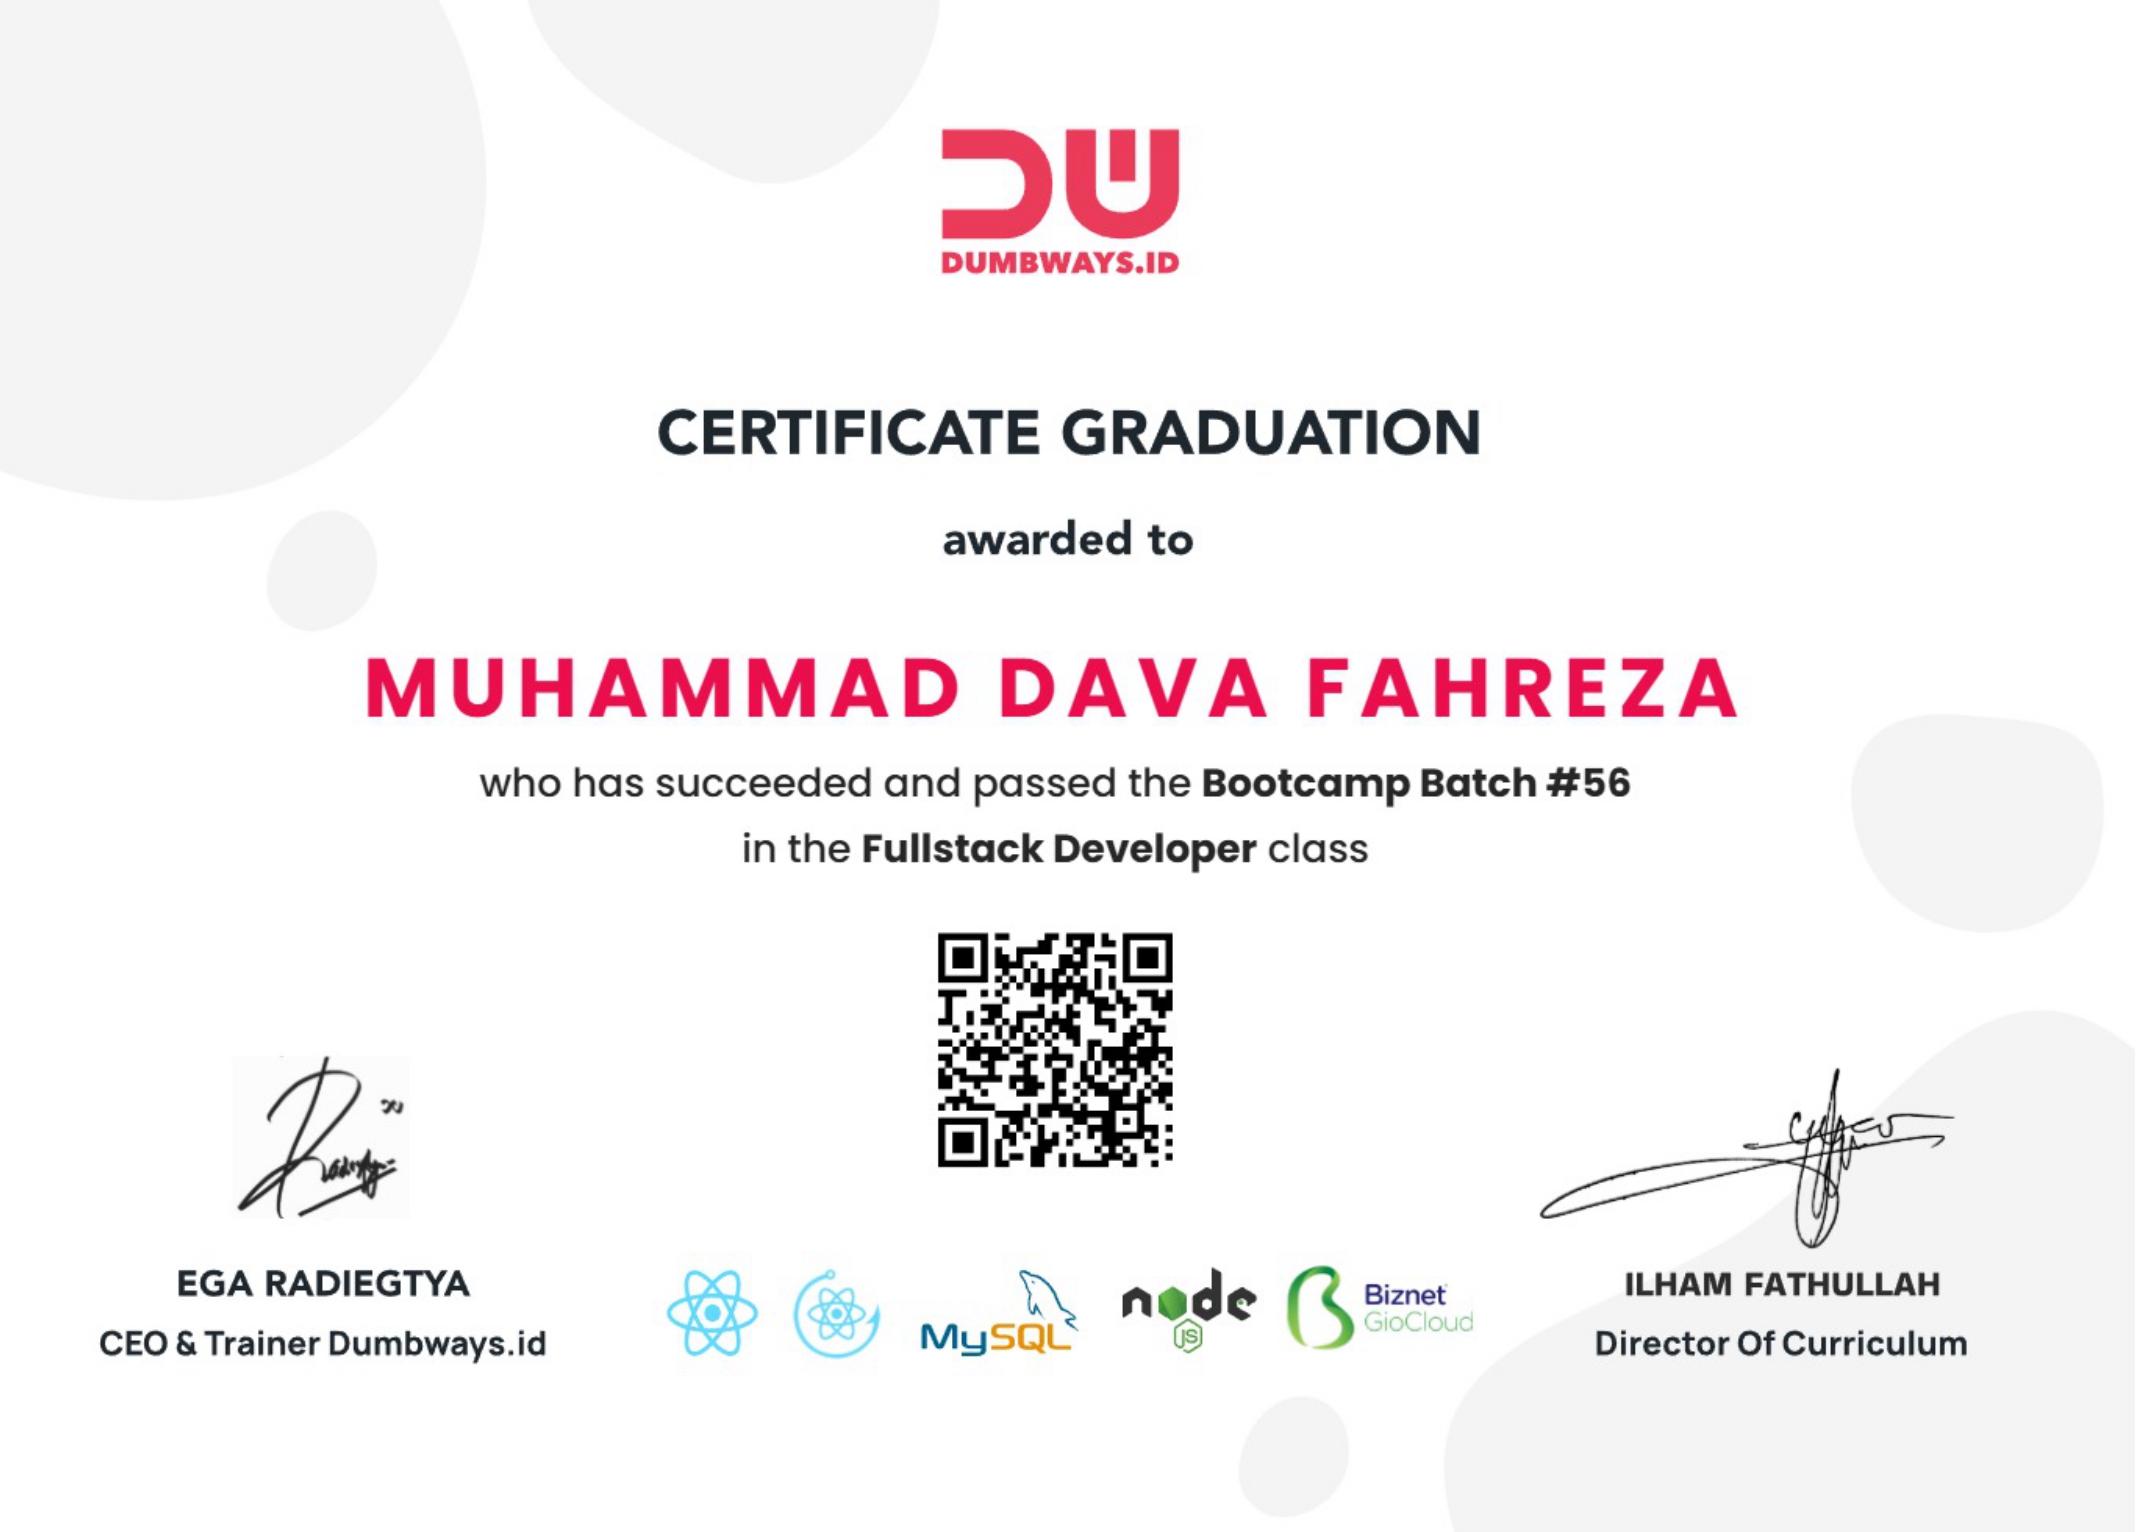 DUMBWAYS.ID
CERTIFICATE GRADUATION
awarded to
MUHAMMAD DAVA FAHREZA
who has succeeded and passed the Bootcamp Batch #56
in the Fullstack Developer class
EGA RADIEGTYA
CEO & Trainer Dumbways.id
MySQL
node
JS
Biznet
GioCloud
ILHAM FATHULLAH
Director Of Curriculum